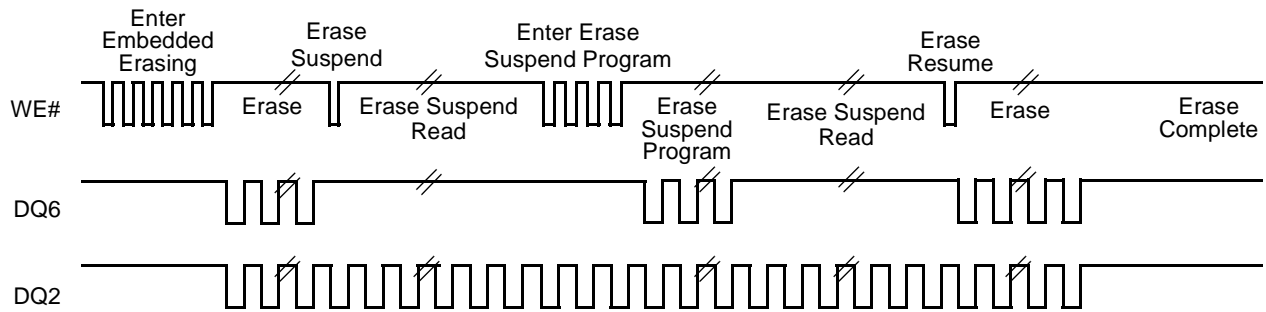 Enter
Embedded
Erasing
Erase
Suspend
Enter Erase
Suspend Program
Erase
Resume
WE#
Erase
Erase Suspend
Read
Erase
Suspend
Program
Erase Suspend
Read
Erase
Erase
Complete
DQ6
DQ2